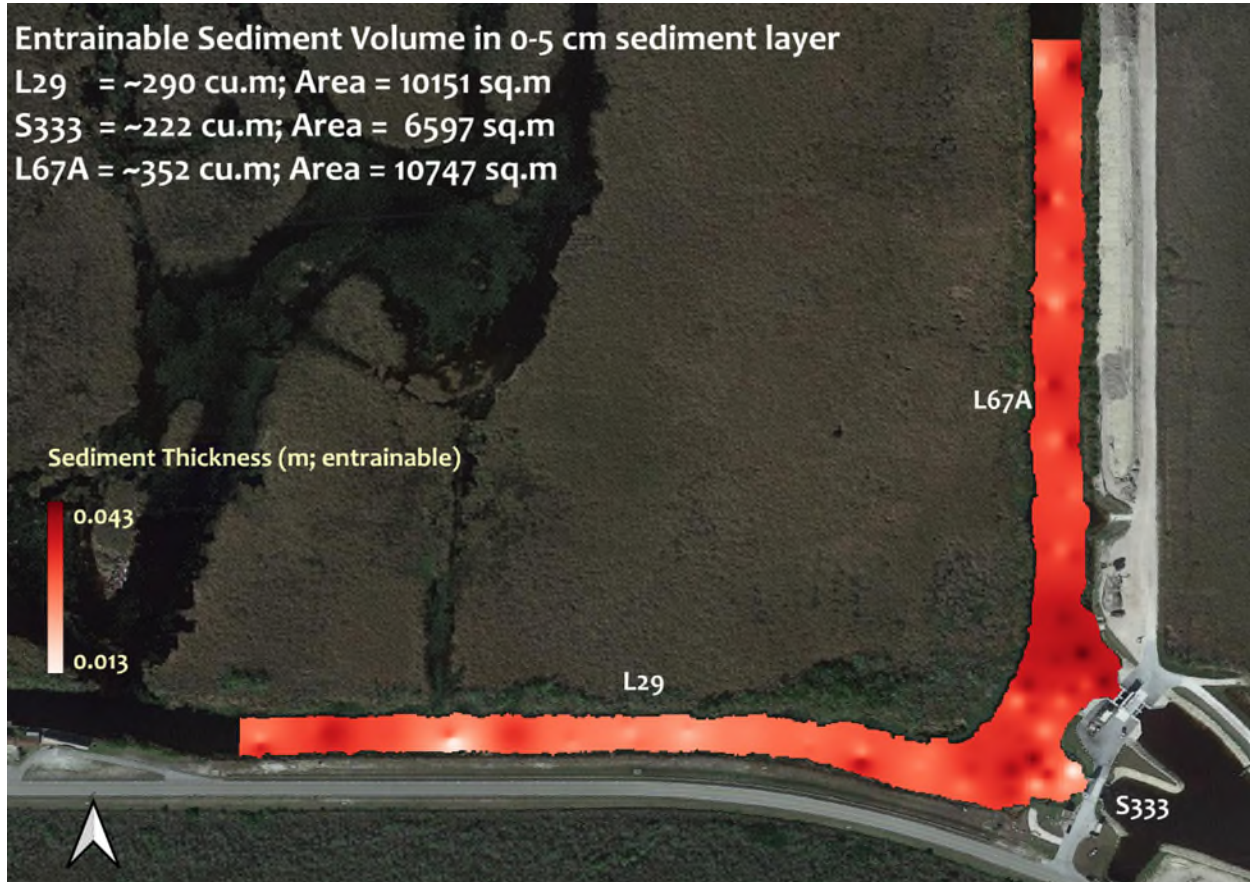 Entrainable Sediment Volume in 0-5 cm sediment layer
L29 = ~290 cu.m; Area = 10151 sq.m
S333 = ~222 cu.m; Area = 6597 sq.m
L67A = ~352 cu.m; Area = 10747 sq.m
L67A
Sediment Thickness (m; entrainable)
0.043
0.013
L29
S333